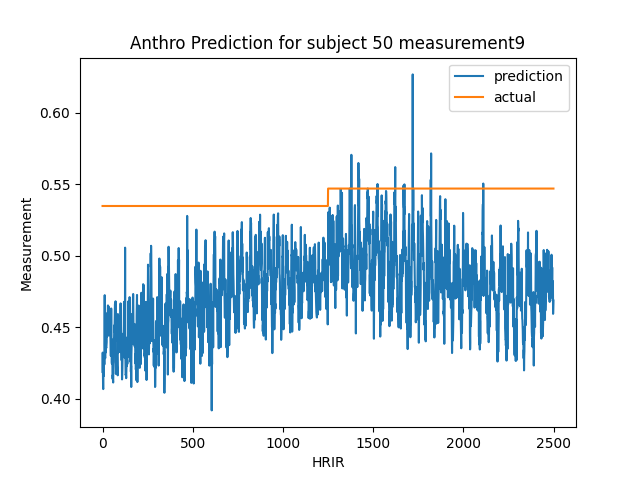 Anthro Prediction for subject 50 measurement9
prediction
actual
0.60
0.55
0.50
0.45
0.40
Measurement
0
500
1000
1500
2000
2500
HRIR